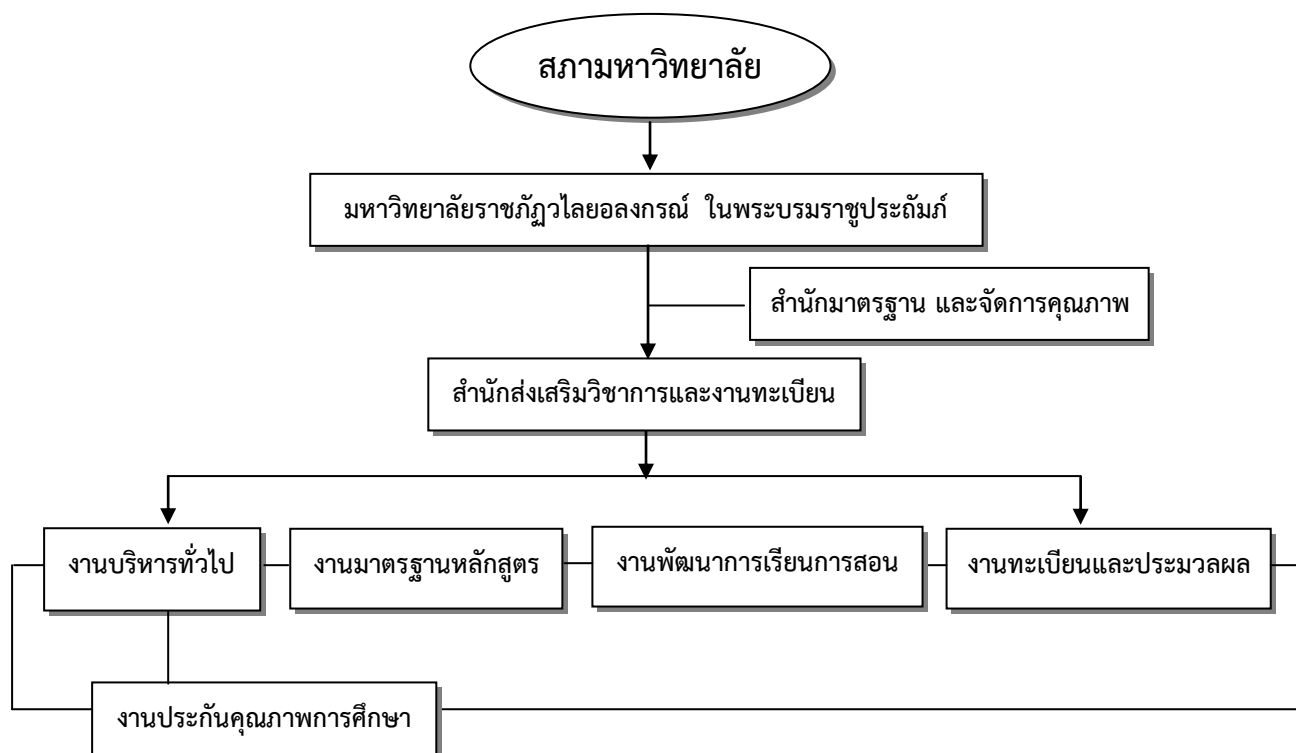 สภามหาวิทยาลัย
มหาวิทยาลัยราชภัฏวไลยอลงกรณ์ ในพระบรมราชูประถัมภ์
สำนักมาตรฐาน และจัดการคุณภาพ
สำนักส่งเสริมวิชาการและงานทะเบียน
งานบริหารทั่วไป
งานมาตรฐานหลักสูตร
งานพัฒนาการเรียนการสอน
งานทะเบียนและประมวลผล
งานประกันคุณภาพการศึกษา